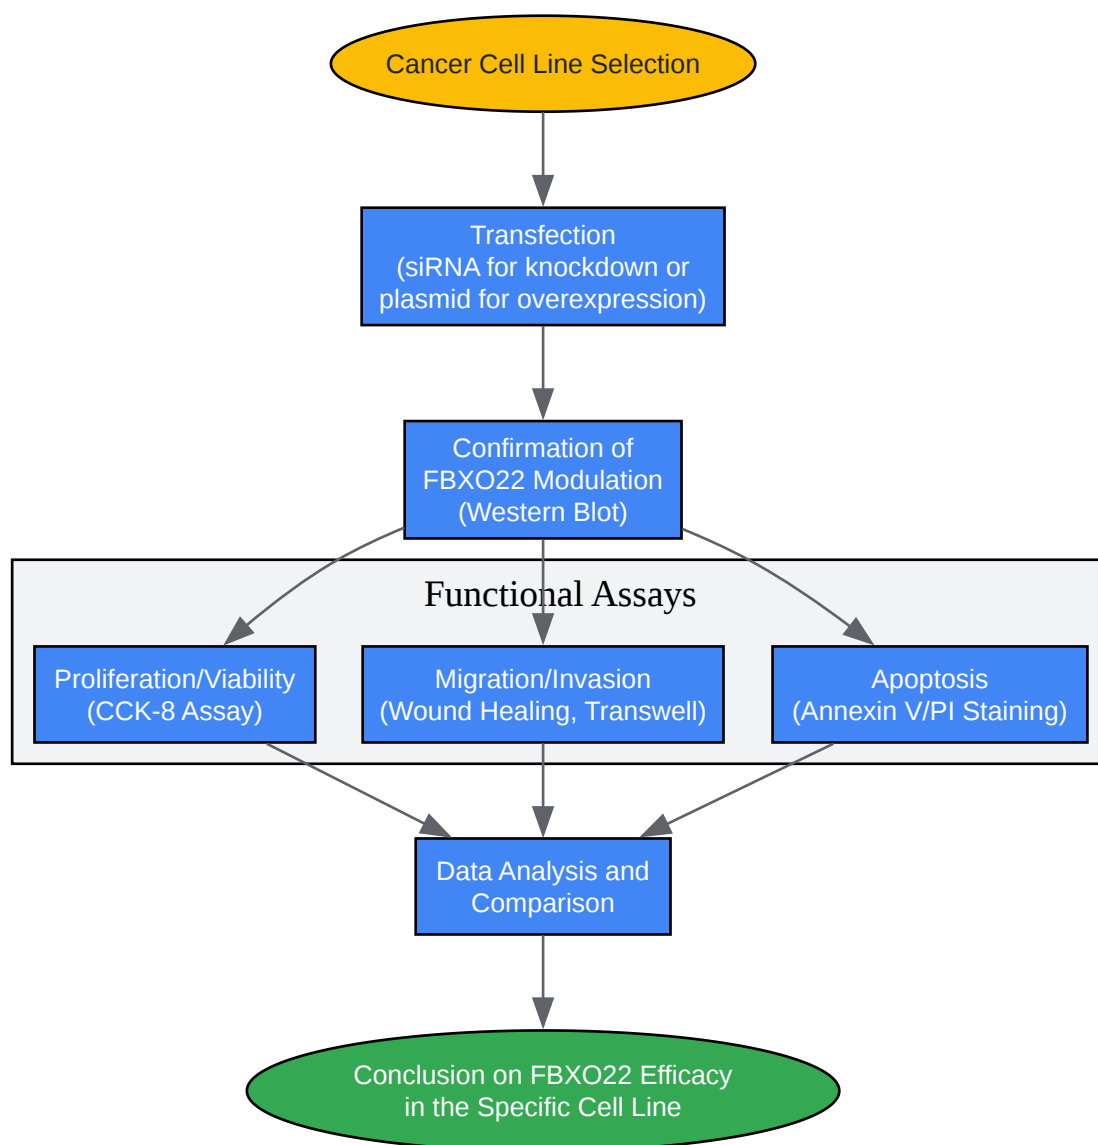 Cancer Cell Line Selection
Transfection
(siRNA for knockdown or
plasmid for overexpression)
Confirmation of
FBXO22 Modulation
(Western Blot)
Functional Assays
Proliferation/Viability
(CCK-8 Assay)
Migration/Invasion
(Wound Healing, Transwell)
Apoptosis
(Annexin V/PI Staining)
Data Analysis and
Comparison
Conclusion on FBXO22 Efficacy
in the Specific Cell Line